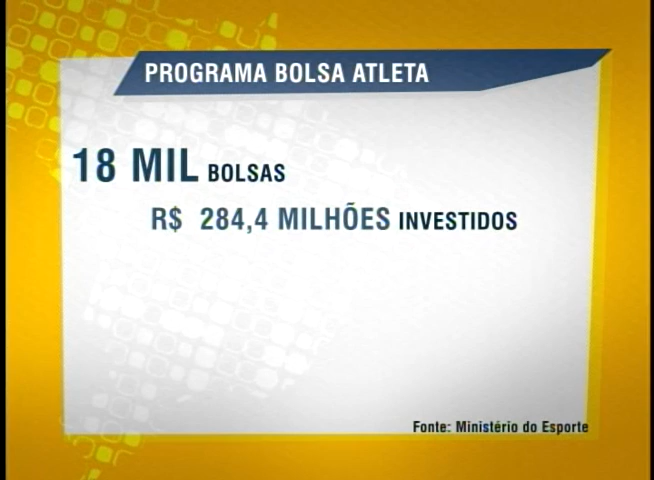 PROGRAMA BOLSA ATLETA
18 MIL BOLSAS
R$ 284,4 MILHÕES INVESTIDOS
Fonte: Ministério do Esporte